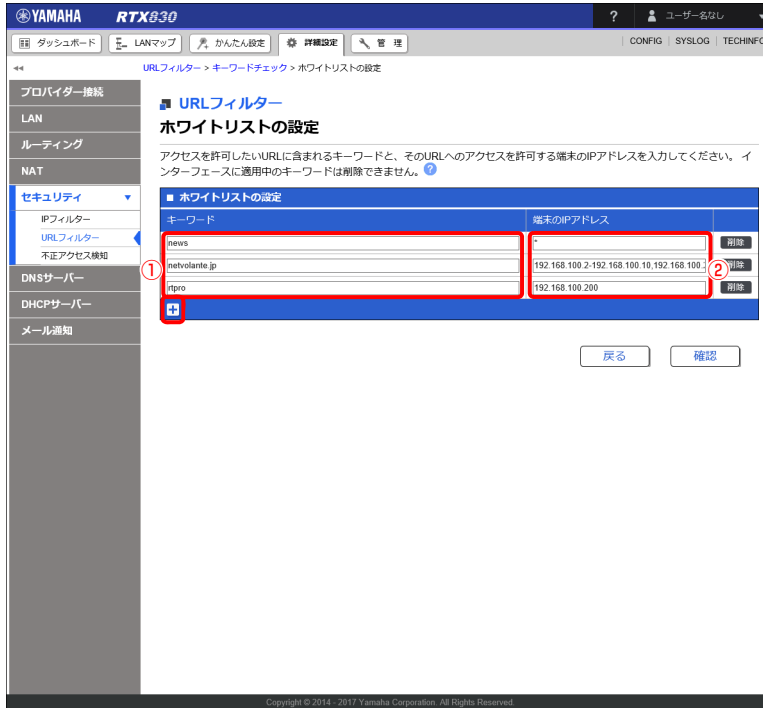 YAMAHA RTX830 ? ユーザー名なし
ダッシュボード LANマップ かんたん設定 詳細設定 管 理 CONFIG SYSLOG TECHINFO
URLフィルター > キーワードチェック > ホワイトリストの設定
プロバイダー接続
LAN
ルーティング
NAT
セキュリティ
IPフィルター
URLフィルター
不正アクセス検知
DNSサーバー
DHCPサーバー
メール通知
URLフィルター
ホワイトリストの設定
アクセスを許可したいURLに含まれるキーワードと、そのURLへのアクセスを許可する端末のIPアドレスを入力してください。 イ
ンターフェースに適用中のキーワードは削除できません。 ?
■ ホワイトリストの設定
キーワード 端末のIPアドレス
news * 削除
① netvolante.jp 192.168.100.2-192.168.100.10,192.168.100. ② 削除
rtpro 192.168.100.200 削除
+
戻る 確認
Copyright © 2014 - 2017 Yamaha Corporation. All Rights Reserved.